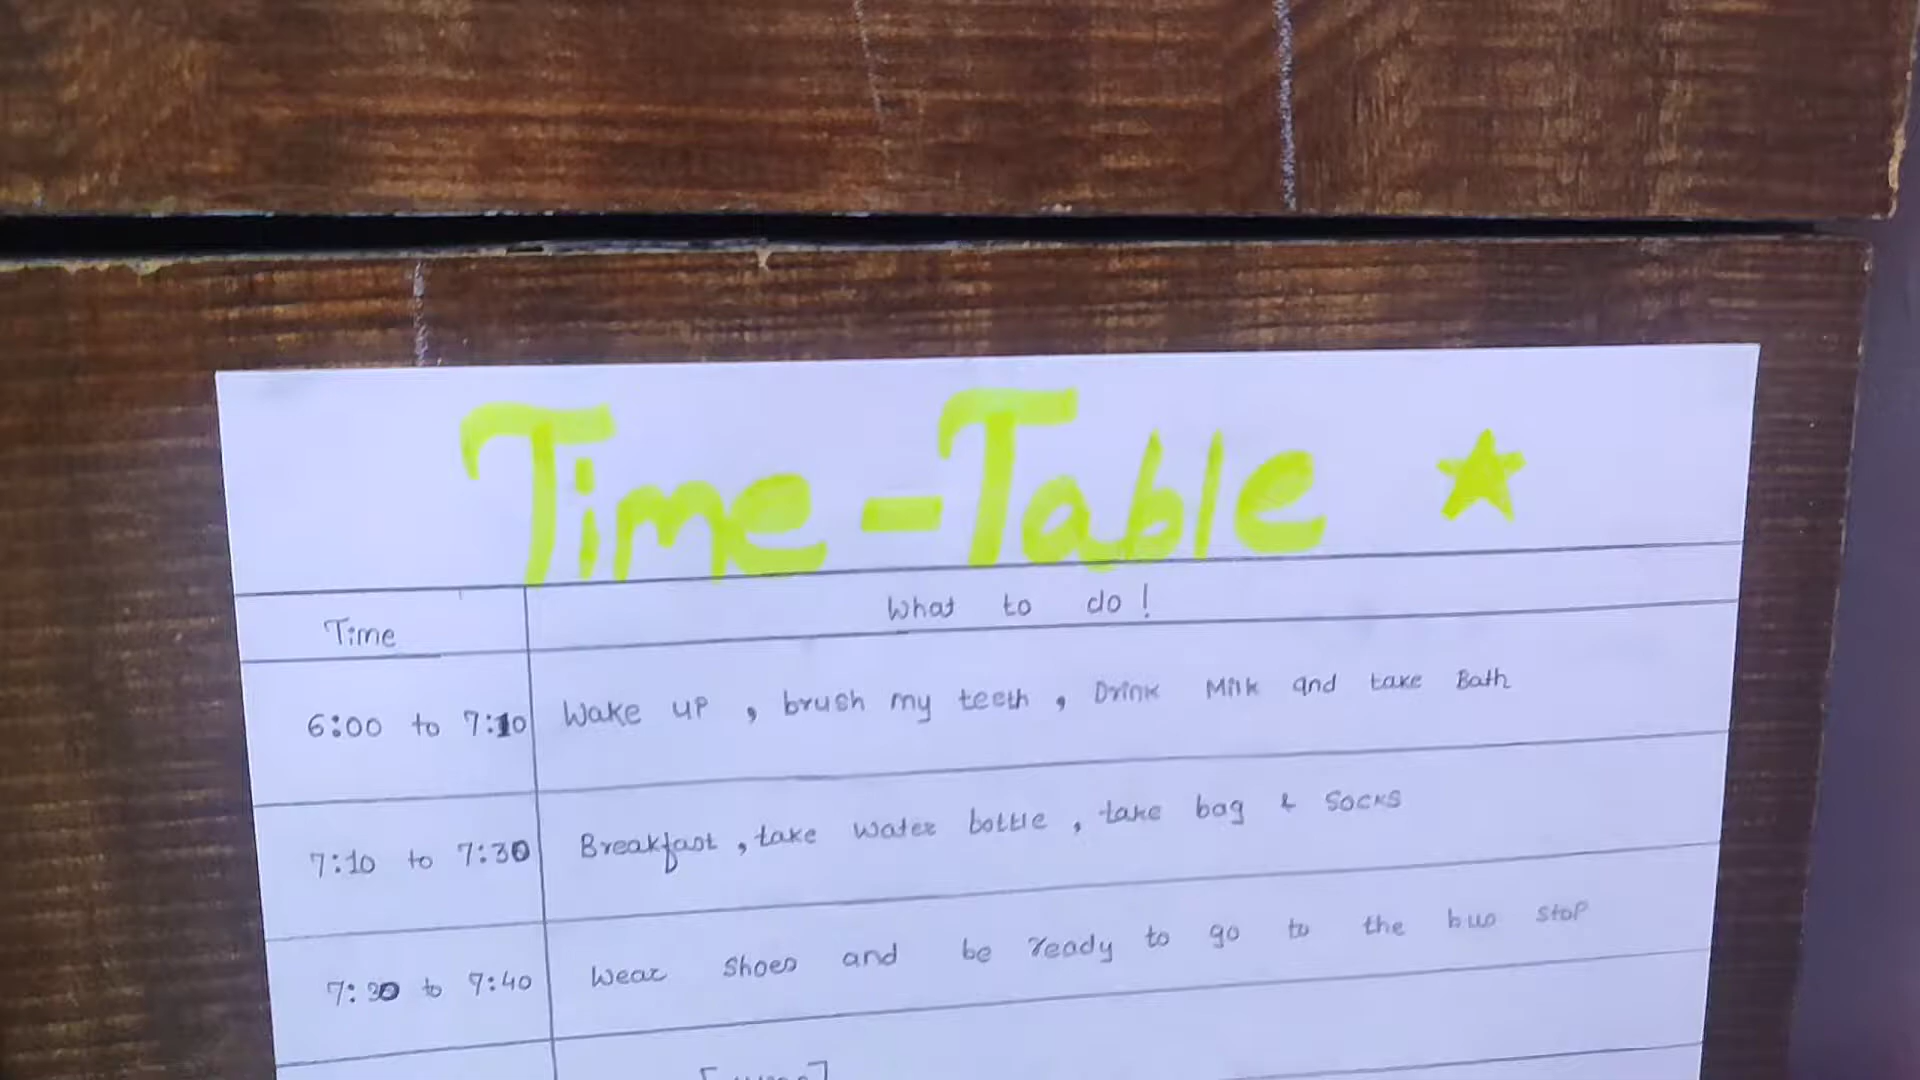 Time-Table
Time What to do!
6:00 to 7:10 Wake up, brush my teeth, Drink Milk and take Bath
7:10 to 7:30 Breakfast, take water bottle, take bag & socks
7:30 to 7:40 Wear shoes and be ready to go to the bus stop